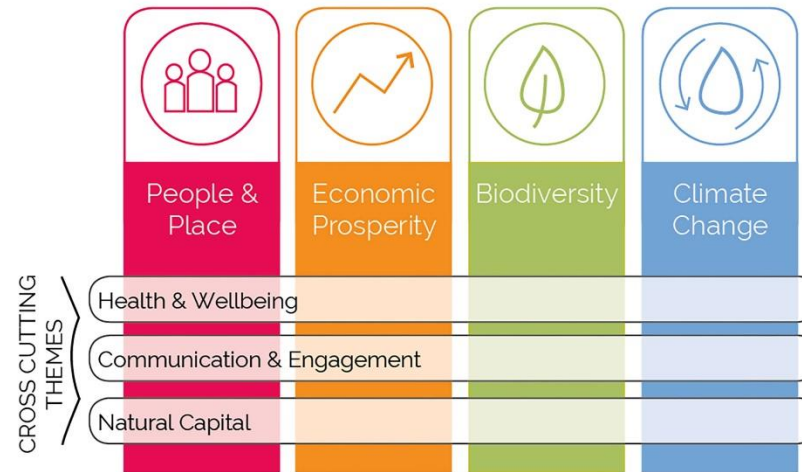 People &
Place
Economic
Prosperity
Biodiversity
Climate
Change
CROSS CUTTING
THEMES
Health & Wellbeing
Communication & Engagement
Natural Capital